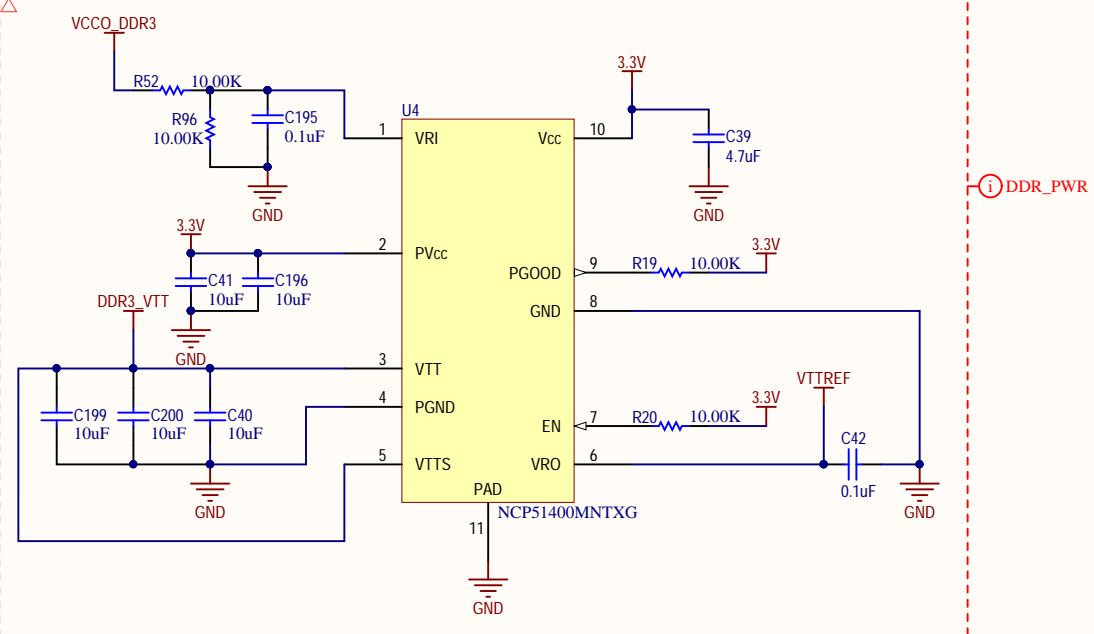 VCCO_DDR3
R52 10.00K
R96
10.00K
C195
0.1uF
GND
U4
1 VRI
Vcc 10
3.3V
C39
4.7uF
GND
i DDR_PWR
3.3V
2 PVcc
C41
10uF
C196
10uF
GND
PGOOD 9
R19 10.00K
3.3V
GND 8
DDR3_VTT
3 VTT
C199
10uF
C200
10uF
C40
10uF
4 PGND
GND
5 VTTS
EN 7
R20 10.00K
3.3V
VTTREF
VRO 6
C42
0.1uF
GND
PAD
NCP51400MNTXG
11
GND